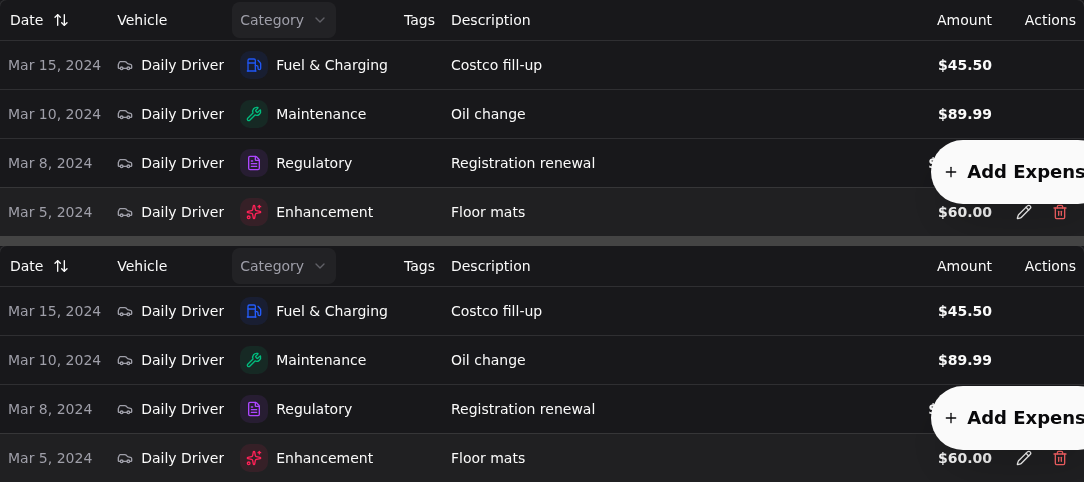 Date Vehicle Category Tags Description Amount Actions
Mar 15, 2024 Daily Driver Fuel & Charging Costco fill-up $45.50
Mar 10, 2024 Daily Driver Maintenance Oil change $89.99
Mar 8, 2024 Daily Driver Regulatory Registration renewal
+ Add Expens
Mar 5, 2024 Daily Driver Enhancement Floor mats $60.00
Date Vehicle Category Tags Description Amount Actions
Mar 15, 2024 Daily Driver Fuel & Charging Costco fill-up $45.50
Mar 10, 2024 Daily Driver Maintenance Oil change $89.99
Mar 8, 2024 Daily Driver Regulatory Registration renewal
+ Add Expens
Mar 5, 2024 Daily Driver Enhancement Floor mats $60.00